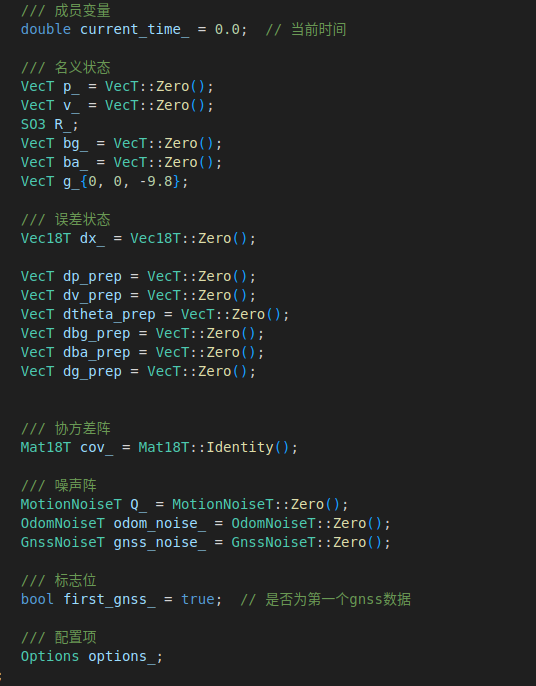 /// 成员变量
double current_time_ = 0.0;  // 当前时间
/// 名义状态
VecT p_ = VecT::Zero();
VecT v_ = VecT::Zero();
SO3 R_;
VecT bg_ = VecT::Zero();
VecT ba_ = VecT::Zero();
VecT g_{0, 0, -9.8};
/// 误差状态
Vec18T dx_ = Vec18T::Zero();
VecT dp_prep = VecT::Zero();
VecT dv_prep = VecT::Zero();
VecT dtheta_prep = VecT::Zero();
VecT dbg_prep = VecT::Zero();
VecT dba_prep = VecT::Zero();
VecT dg_prep = VecT::Zero();
/// 协方差阵
Mat18T cov_ = Mat18T::Identity();
/// 噪声阵
MotionNoiseT Q_ = MotionNoiseT::Zero();
OdomNoiseT odom_noise_ = OdomNoiseT::Zero();
GnssNoiseT gnss_noise_ = GnssNoiseT::Zero();
/// 标志位
bool first_gnss_ = true;  // 是否为第一个gnss数据
/// 配置项
Options options_;